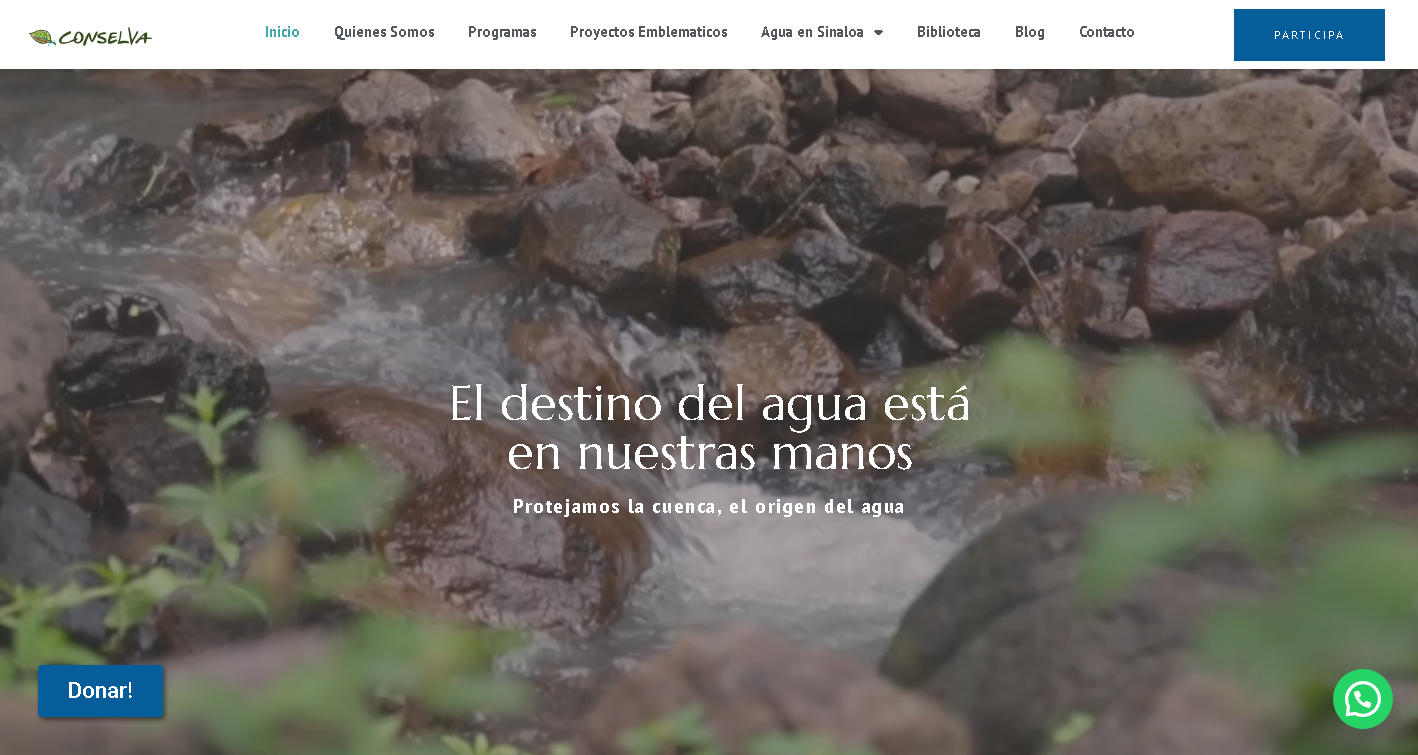 CONSELVA
Inicio
Quienes Somos
Programas
Proyectos Emblematicos
Agua en Sinaloa
Biblioteca
Blog
Contacto
PARTICIPA
El destino del agua está
en nuestras manos
Protejamos la cuenca, el origen del agua
Donar!